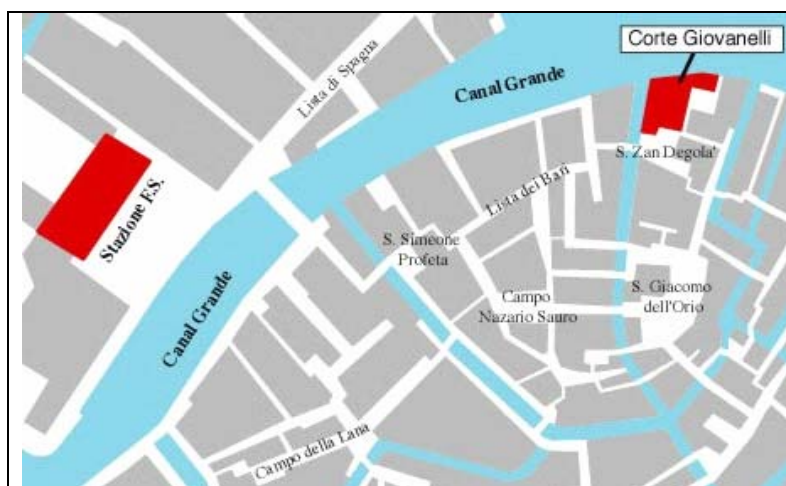 Corte Giovanelli
Lista di Spagna
Canal Grande
S. Zan Degola'
Lista dei Bari
Stazione F.S.
S. Simeone
Profeta
Canal Grande
Campo
Nazario Sauro
S. Giacomo
dell'Orio
Campo della Lana